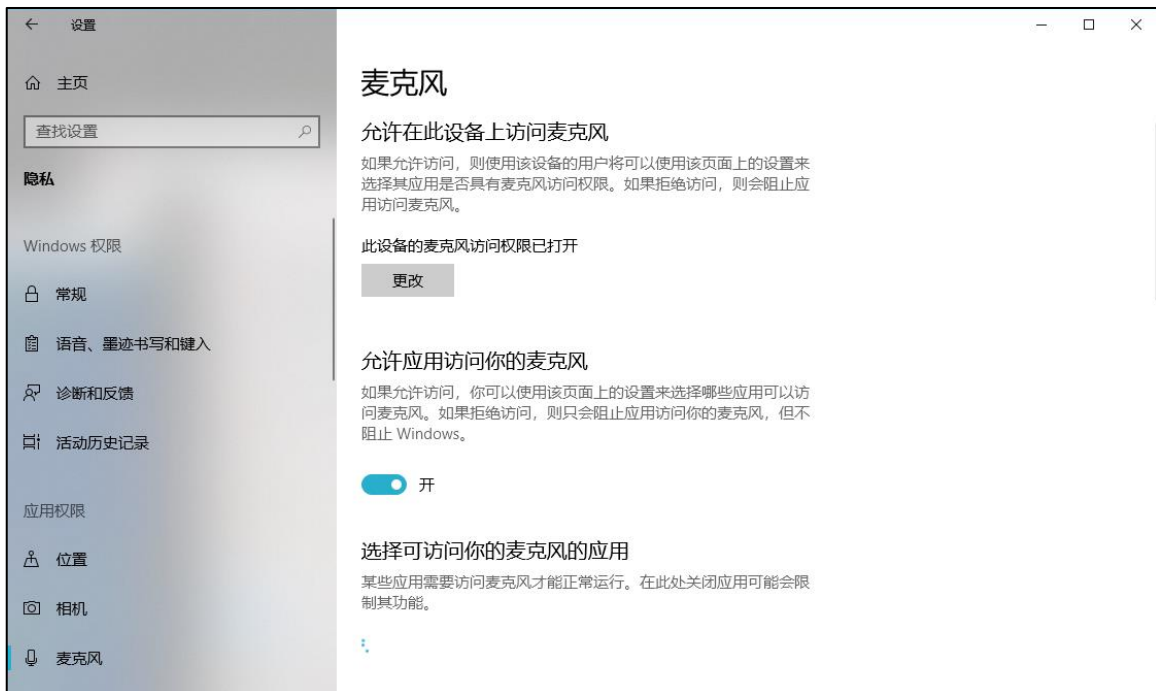 设置
主页
查找设置
隐私
Windows 权限
常规
语音、墨迹书写和键入
诊断和反馈
活动历史记录
应用权限
位置
相机
麦克风
麦克风
允许在此设备上访问麦克风
如果允许访问，则使用该设备的用户将可以使用该页面上的设置来
选择其应用是否具有麦克风访问权限。如果拒绝访问，则会阻止应
用访问麦克风。
此设备的麦克风访问权限已打开
更改
允许应用访问你的麦克风
如果允许访问，你可以使用该页面上的设置来选择哪些应用可以访
问麦克风。如果拒绝访问，则只会阻止应用访问你的麦克风，但不
阻止 Windows。
开
选择可访问你的麦克风的应用
某些应用需要访问麦克风才能正常运行。在此处关闭应用可能会限
制其功能。